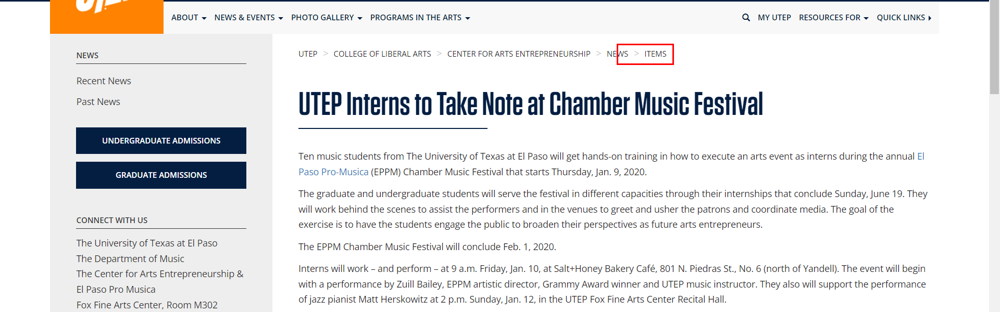 ABOUT NEWS & EVENTS PHOTO GALLERY PROGRAMS IN THE ARTS MY UTEP RESOURCES FOR QUICK LINKS
NEWS
Recent News
Past News
UNDERGRADUATE ADMISSIONS
GRADUATE ADMISSIONS
CONNECT WITH US
The University of Texas at El Paso
The Department of Music
The Center for Arts Entrepreneurship &
El Paso Pro Musica
Fox Fine Arts Center, Room M302
UTEP > COLLEGE OF LIBERAL ARTS > CENTER FOR ARTS ENTREPRENEURSHIP > NEWS > ITEMS
UTEP Interns to Take Note at Chamber Music Festival
Ten music students from The University of Texas at El Paso will get hands-on training in how to execute an arts event as interns during the annual El
Paso Pro-Musica (EPPM) Chamber Music Festival that starts Thursday, Jan. 9, 2020.
The graduate and undergraduate students will serve the festival in different capacities through their internships that conclude Sunday, June 19. They
will work behind the scenes to assist the performers and in the venues to greet and usher the patrons and coordinate media. The goal of the
exercise is to have the students engage the public to broaden their perspectives as future arts entrepreneurs.
The EPPM Chamber Music Festival will conclude Feb. 1, 2020.
Interns will work – and perform – at 9 a.m. Friday, Jan. 10, at Salt+Honey Bakery Café, 801 N. Piedras St., No. 6 (north of Yandell). The event will begin
with a performance by Zuill Bailey, EPPM artistic director, Grammy Award winner and UTEP music instructor. They also will support the performance
of jazz pianist Matt Herskowitz at 2 p.m. Sunday, Jan. 12, in the UTEP Fox Fine Arts Center Recital Hall.